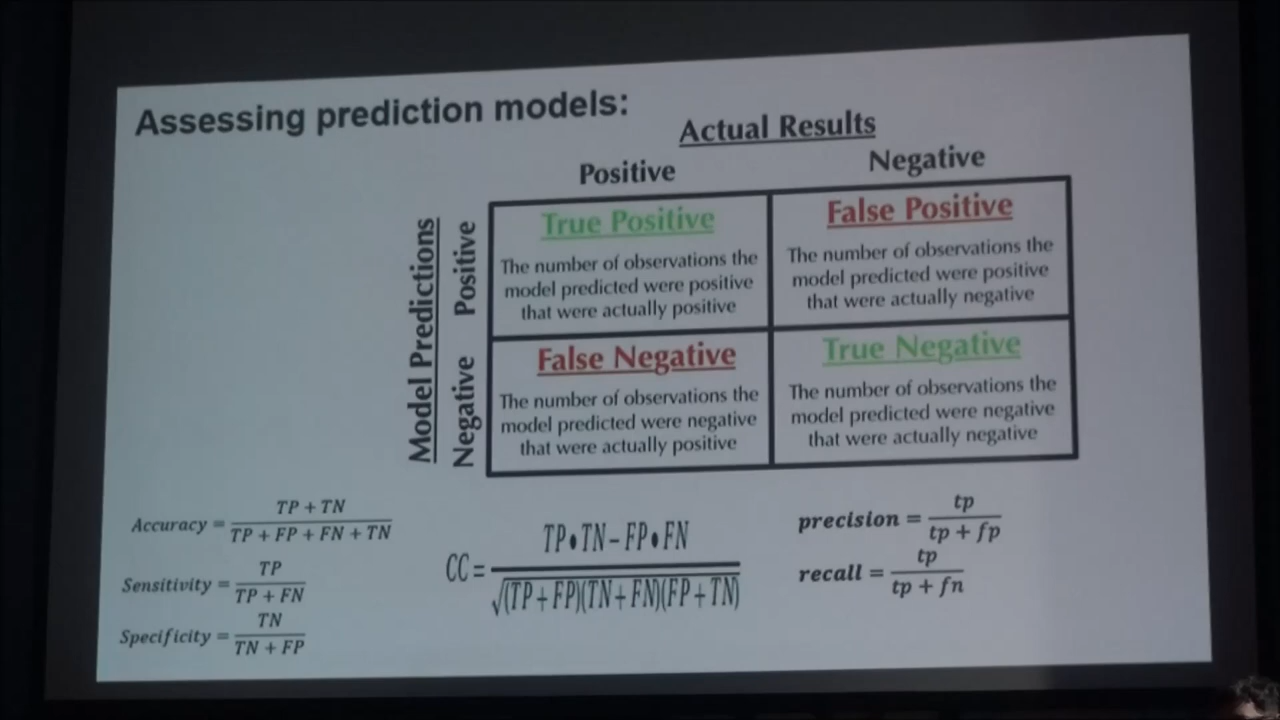 Assessing prediction models:
Actual Results
Positive
Negative
Model Predictions
Positive
Negative
True Positive
The number of observations the
model predicted were positive
that were actually positive
False Positive
The number of observations the
model predicted were positive
that were actually negative
False Negative
The number of observations the
model predicted were negative
that were actually positive
True Negative
The number of observations the
model predicted were negative
that were actually negative
Accuracy = TP + TN / TP + FP + FN + TN
Sensitivity = TP / TP + FN
Specificity = TN / TN + FP
CC = TP•TN – FP•FN / √(TP+FP)(TN+FN)(FP+TN)
precision = tp / tp + fp
recall = tp / tp + fn